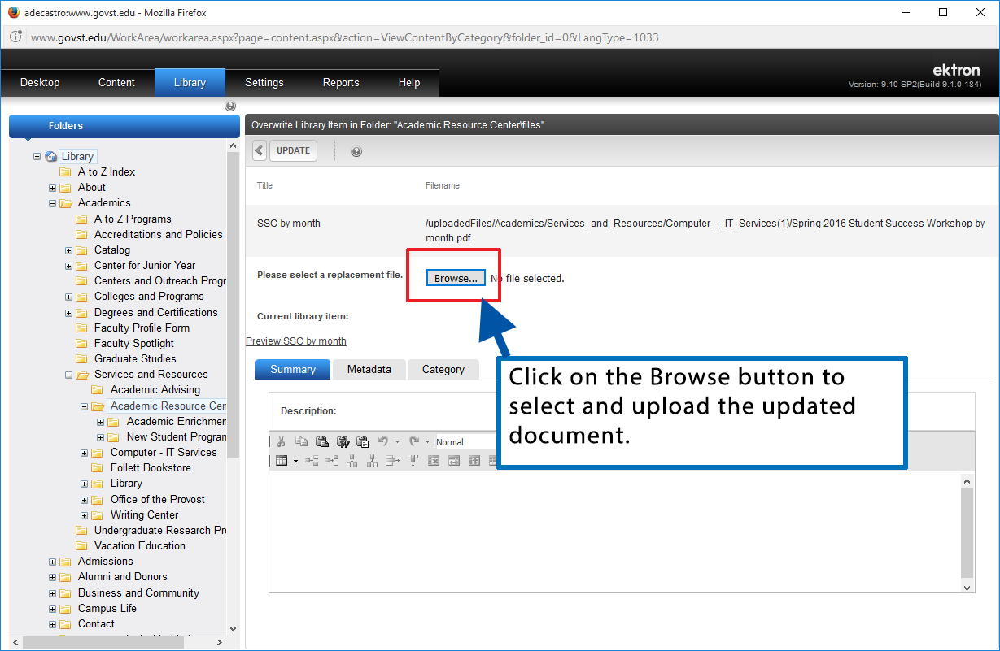 adecastro:www.govst.edu - Mozilla Firefox
www.govst.edu/WorkArea/workarea.aspx?page=content.aspx&action=ViewContentByCategory&folder_id=0&LangType=1033
ektron
Version: 9.10 SP2(Build 9.1.0.184)
Desktop Content Library Settings Reports Help
Folders
Library
A to Z Index
About
Academics
A to Z Programs
Accreditations and Policies
Catalog
Center for Junior Year
Centers and Outreach Progr
Colleges and Programs
Degrees and Certifications
Faculty Profile Form
Faculty Spotlight
Graduate Studies
Services and Resources
Academic Advising
Academic Resource Cen
Academic Enrichmen
New Student Program
Computer - IT Services
Follett Bookstore
Library
Office of the Provost
Writing Center
Undergraduate Research Pr
Vacation Education
Admissions
Alumni and Donors
Business and Community
Campus Life
Contact
Overwrite Library Item in Folder: "Academic Resource Center\files"
UPDATE
Title Filename
SSC by month /uploadedFiles/Academics/Services_and_Resources/Computer_-_IT_Services(1)/Spring 2016 Student Success Workshop by
month.pdf
Please select a replacement file. Browse... No file selected.
Current library item:
Preview SSC by month
Summary Metadata Category
Description:
Normal
Click on the Browse button to
select and upload the updated
document.